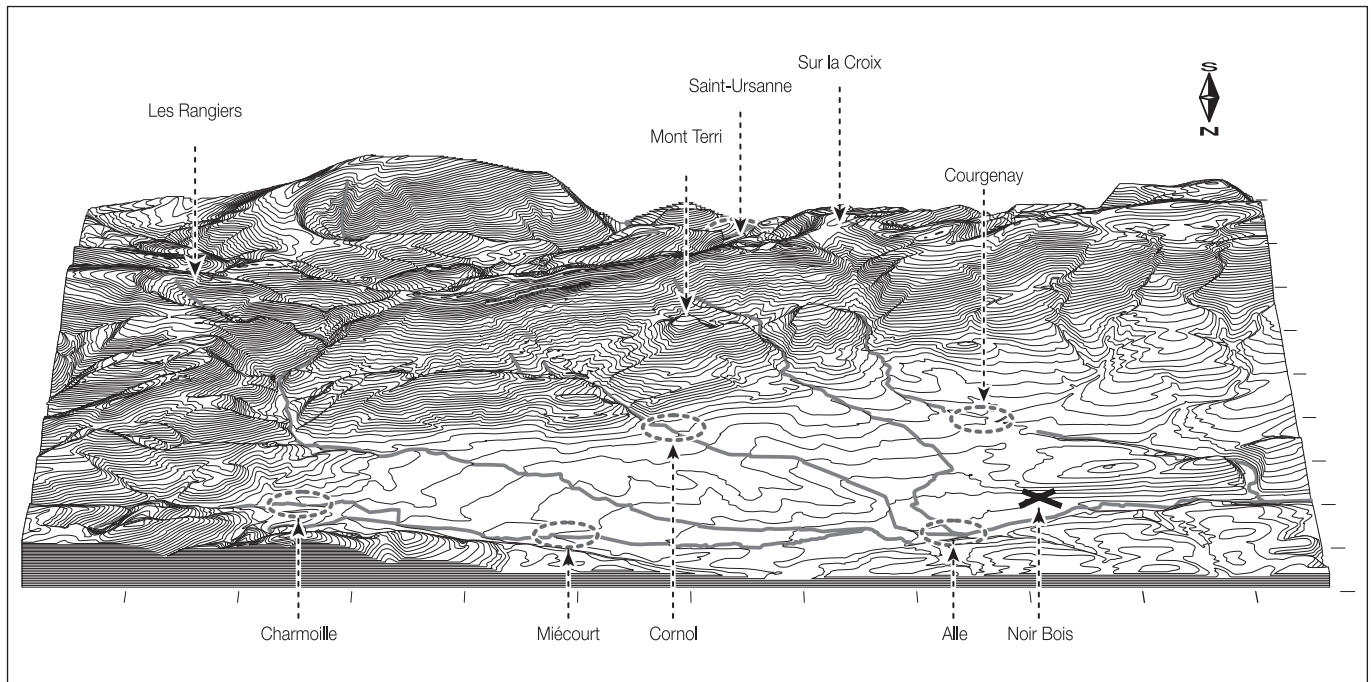 Sur la Croix
S
Saint-Ursanne
Les Rangiers
Mont Terri
N
Courgenay
Charmoille
Miécourt
Cornol
Alle
Noir Bois